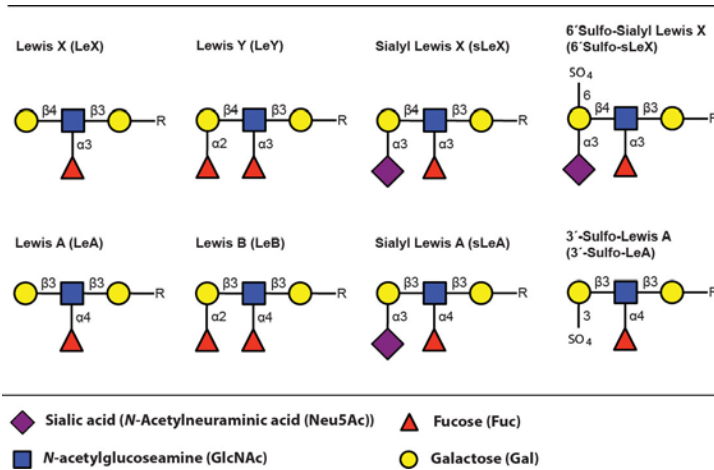 Lewis X (LeX)
Lewis Y (LeY)
Sialyl Lewis X (sLeX)
6´Sulfo-Sialyl Lewis X
(6´Sulfo-sLeX)
β4 β3 R
α3
β4 β3 R
α2 α3
β4 β3 R
α3 α3
SO4
6
β4 β3 R
α3 α3
Lewis A (LeA)
Lewis B (LeB)
Sialyl Lewis A (sLeA)
3´-Sulfo-Lewis A
(3´-Sulfo-LeA)
β3 β3 R
α4
β3 β3 R
α2 α4
β3 β3 R
α3 α4
β3 β3 R
3 α4
SO4
Sialic acid (N-Acetylneuraminic acid (Neu5Ac))
Fucose (Fuc)
N-acetylglucoseamine (GlcNAc)
Galactose (Gal)